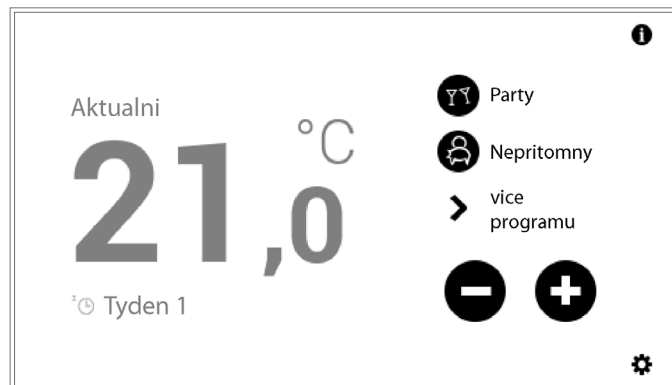 Aktualni
21,0 °C
Party
Nepritomny
vice
programu
Tyden 1